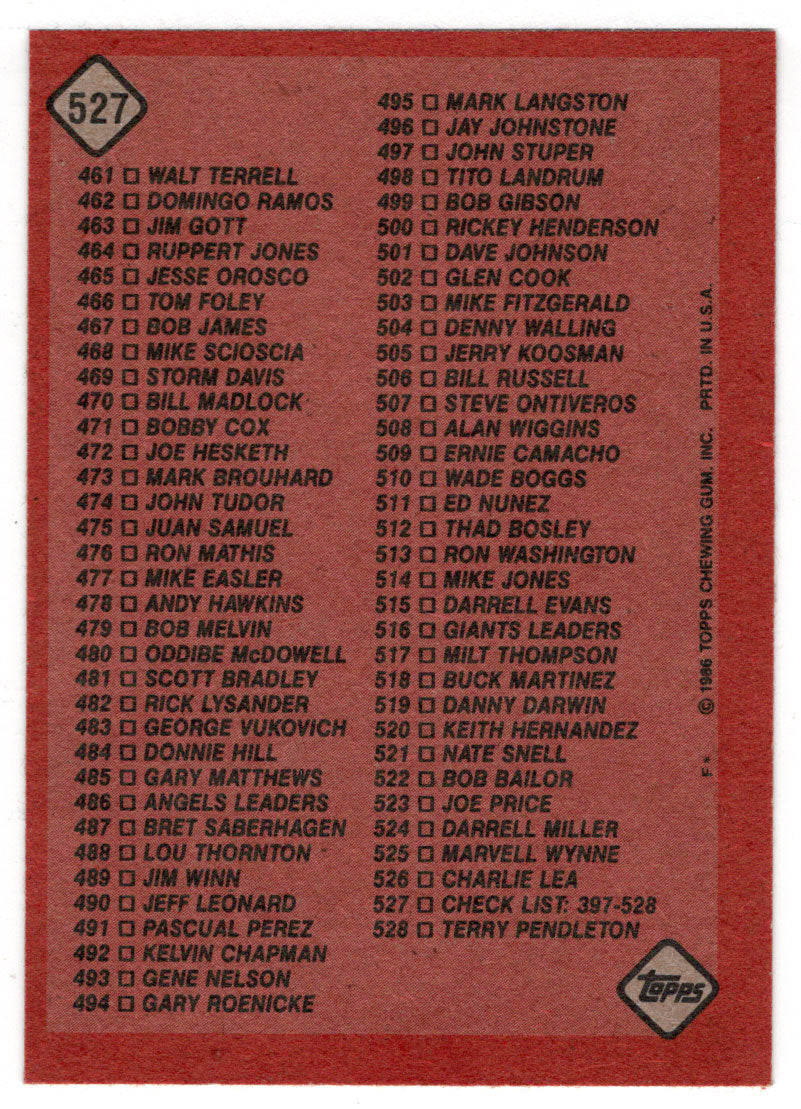 527
461 □ WALT TERRELL
462 □ DOMINGO RAMOS
463 □ JIM GOTT
464 □ RUPPERT JONES
465 □ JESSE OROSCO
466 □ TOM FOLEY
467 □ BOB JAMES
468 □ MIKE SCIOSCIA
469 □ STORM DAVIS
470 □ BILL MADLOCK
471 □ BOBBY COX
472 □ JOE HESKETH
473 □ MARK BROUHARD
474 □ JOHN TUDOR
475 □ JUAN SAMUEL
476 □ RON MATHIS
477 □ MIKE EASLER
478 □ ANDY HAWKINS
479 □ BOB MELVIN
480 □ ODDIBE McDOWELL
481 □ SCOTT BRADLEY
482 □ RICK LYSANDER
483 □ GEORGE VUKOVICH
484 □ DONNIE HILL
485 □ GARY MATTHEWS
486 □ ANGELS LEADERS
487 □ BRET SABERHAGEN
488 □ LOU THORNTON
489 □ JIM WINN
490 □ JEFF LEONARD
491 □ PASCUAL PEREZ
492 □ KELVIN CHAPMAN
493 □ GENE NELSON
494 □ GARY ROENICKE
495 □ MARK LANGSTON
496 □ JAY JOHNSTONE
497 □ JOHN STUPER
498 □ TITO LANDRUM
499 □ BOB GIBSON
500 □ RICKEY HENDERSON
501 □ DAVE JOHNSON
502 □ GLEN COOK
503 □ MIKE FITZGERALD
504 □ DENNY WALLING
505 □ JERRY KOOSMAN
506 □ BILL RUSSELL
507 □ STEVE ONTIVEROS
508 □ ALAN WIGGINS
509 □ ERNIE CAMACHO
510 □ WADE BOGGS
511 □ ED NUNEZ
512 □ THAD BOSLEY
513 □ RON WASHINGTON
514 □ MIKE JONES
515 □ DARRELL EVANS
516 □ GIANTS LEADERS
517 □ MILT THOMPSON
518 □ BUCK MARTINEZ
519 □ DANNY DARWIN
520 □ KEITH HERNANDEZ
521 □ NATE SNELL
522 □ BOB BAILOR
523 □ JOE PRICE
524 □ DARRELL MILLER
525 □ MARVELL WYNNE
526 □ CHARLIE LEA
527 □ CHECK LIST: 397-528
528 □ TERRY PENDLETON
F* © 1986 TOPPS CHEWING GUM, INC. PRTD. IN U.S.A.
TOPPS